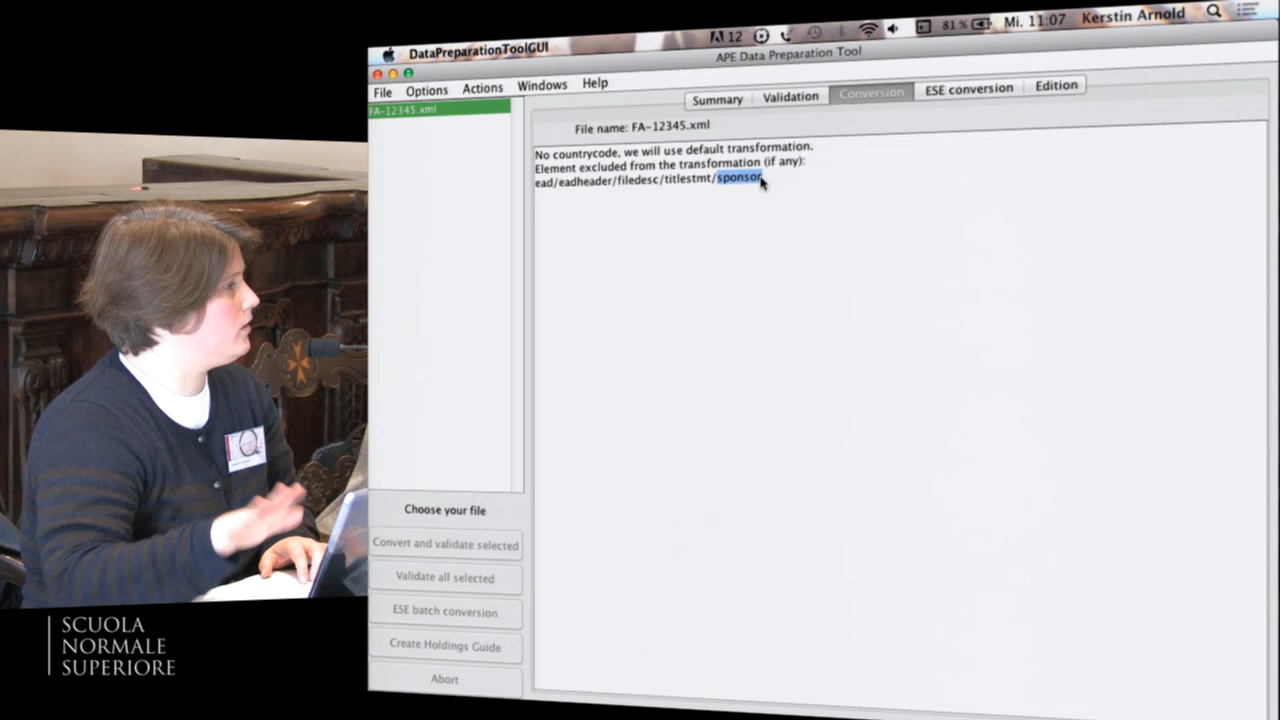 DataPreparationToolGUI
12
81%
Mi. 11:07
Kerstin Arnold
APE Data Preparation Tool
File Options Actions Windows Help
FA-12345.xml
Summary Validation Conversion ESE conversion Edition
File name: FA-12345.xml
No countrycode, we will use default transformation.
Element excluded from the transformation (if any):
ead/eadheader/filedesc/titlestmt/sponsor
Choose your file
Convert and validate selected
Validate all selected
ESE batch conversion
Create Holdings Guide
Abort
SCUOLA
NORMALE
SUPERIORE